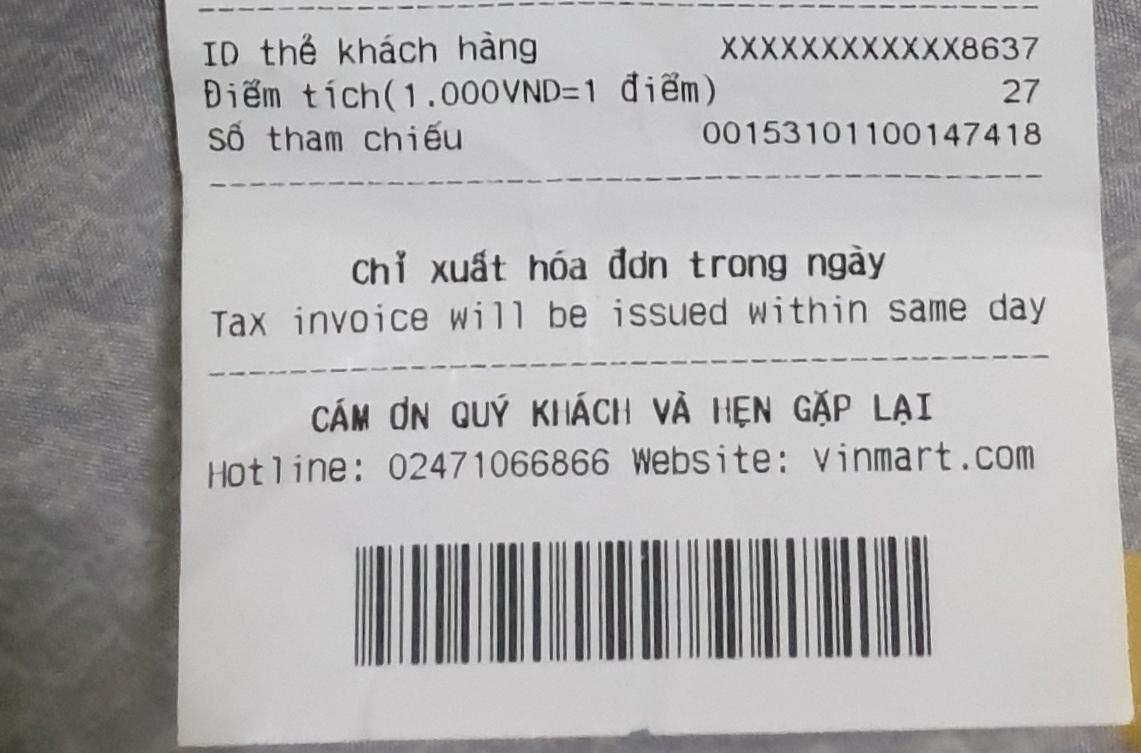 ID thẻ khách hàng XXXXXXXXXXXX8637
Điểm tích(1.000VND=1 điểm) 27
Số tham chiếu 00153101100147418
Chỉ xuất hóa đơn trong ngày
Tax invoice will be issued within same day
CÁM ƠN QUÝ KHÁCH VÀ HẸN GẶP LẠI
Hotline: 02471066866 Website: vinmart.com